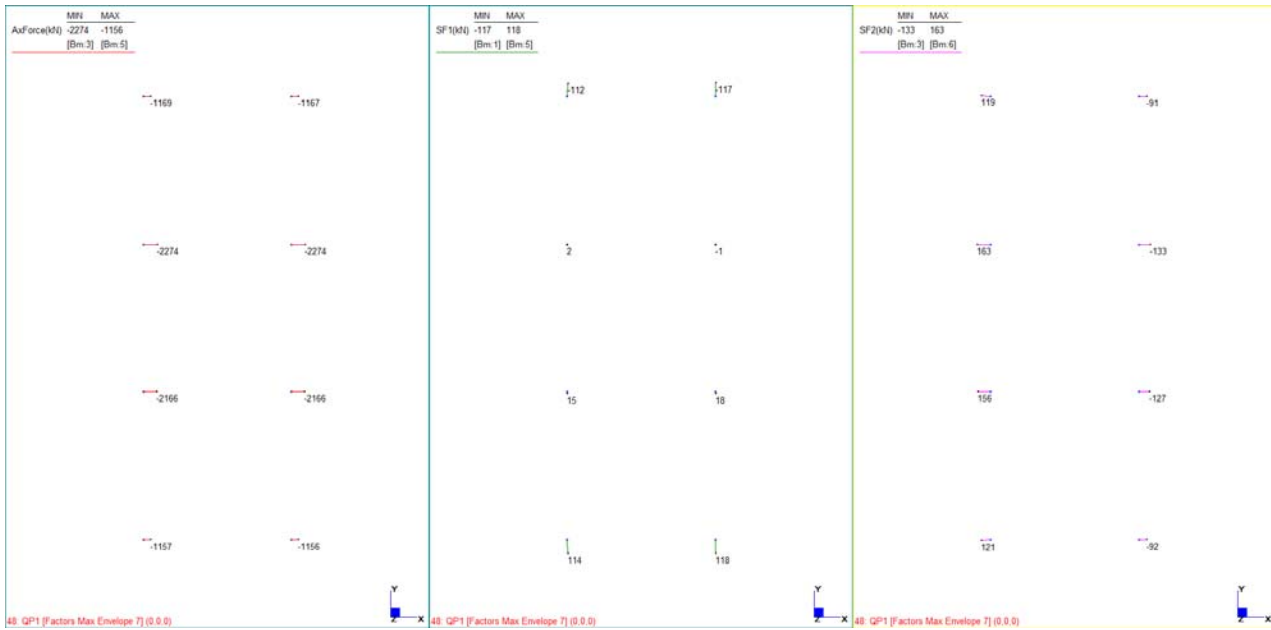 MIN MAX
AxForce(kN) -2274 -1156
[Bm:3] [Bm:5]
-1169 -1167
-2274 -2274
-2166 -2166
-1157 -1156
Y
Z X
48: QP1 [Factors Max Envelope 7] (0,0,0)
MIN MAX
SF1(kN) -117 118
[Bm:1] [Bm:5]
-112 -117
2 -1
15 18
114 118
Y
Z X
48: QP1 [Factors Max Envelope 7] (0,0,0)
MIN MAX
SF2(kN) -133 163
[Bm:3] [Bm:6]
119 -91
163 -133
156 -127
121 -92
Y
Z X
48: QP1 [Factors Max Envelope 7] (0,0,0)